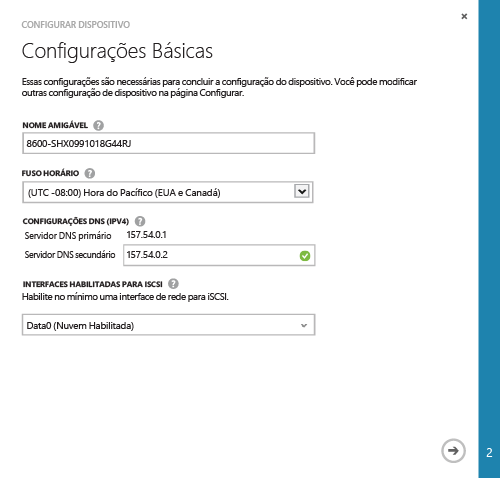 CONFIGURAR DISPOSITIVO
Configurações Básicas
Essas configurações são necessárias para concluir a configuração do dispositivo. Você pode modificar
outras configuração de dispositivo na página Configurar.
NOME AMIGÁVEL ?
8600-SHX0991018G44RJ
FUSO HORÁRIO ?
(UTC -08:00) Hora do Pacífico (EUA e Canadá)
CONFIGURAÇÕES DNS (IPV4) ?
Servidor DNS primário 157.54.0.1
Servidor DNS secundário 157.54.0.2
INTERFACES HABILITADAS PARA ISCSI ?
Habilite no mínimo uma interface de rede para iSCSI.
Data0 (Nuvem Habilitada)
2